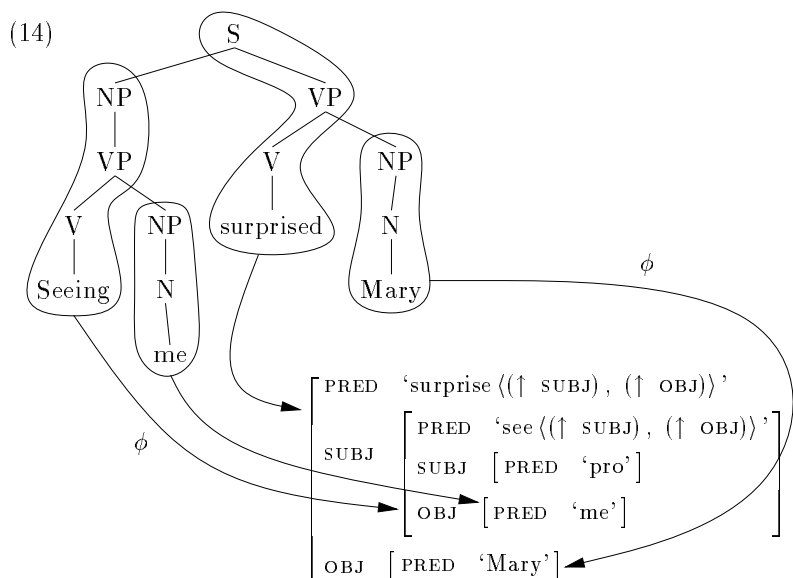 (14)
S
NP VP
VP V NP
V NP surprised N
Seeing N Mary
me
ϕ
ϕ
PRED ‘surprise ⟨(↑ SUBJ) , (↑ OBJ)⟩ ’
PRED ‘see ⟨(↑ SUBJ) , (↑ OBJ)⟩ ’
SUBJ SUBJ [ PRED ‘pro’ ]
OBJ [ PRED ‘me’ ]
OBJ [ PRED ‘Mary’ ]